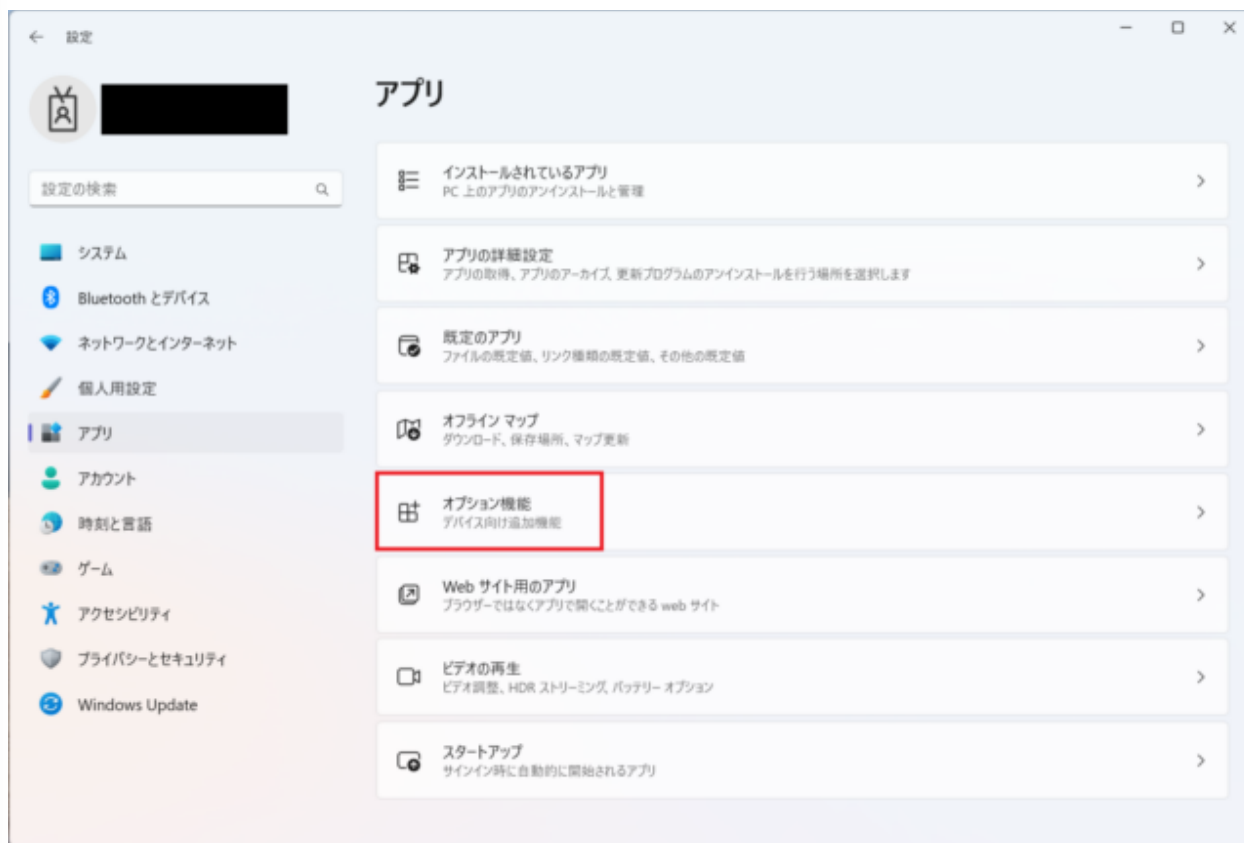 設定
アプリ
設定の検索
システム
Bluetooth とデバイス
ネットワークとインターネット
個人用設定
アプリ
アカウント
時刻と言語
ゲーム
アクセシビリティ
プライバシーとセキュリティ
Windows Update
インストールされているアプリ
PC 上のアプリのアンインストールと管理
アプリの詳細設定
アプリの取得、アプリのアーカイブ、更新プログラムのアンインストールを行う場所を選択します
既定のアプリ
ファイルの既定値、リンク種類の既定値、その他の既定値
オフライン マップ
ダウンロード、保存場所、マップ更新
オプション機能
デバイス向け追加機能
Web サイト用のアプリ
ブラウザーではなくアプリで開くことができる web サイト
ビデオの再生
ビデオ調整、HDR ストリーミング、バッテリー オプション
スタートアップ
サインイン時に自動的に開始されるアプリ